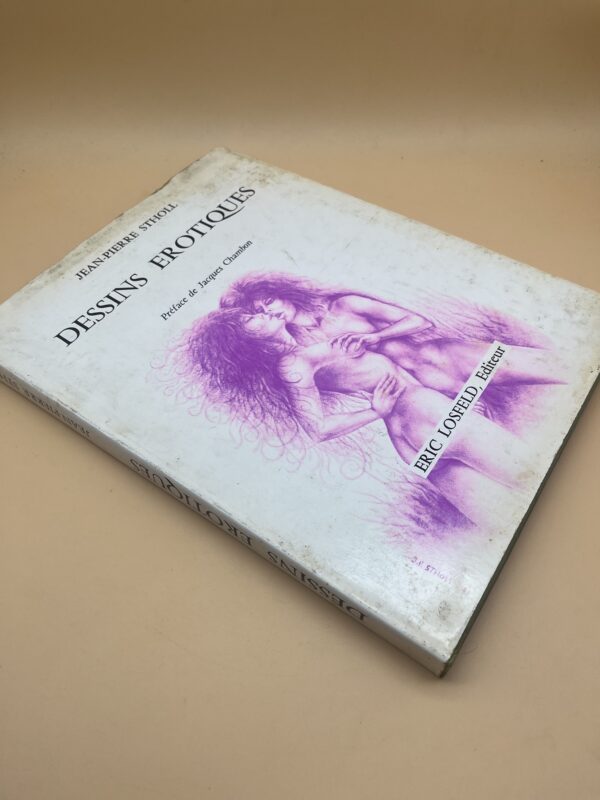 JEAN-PIERRE STHOLL
DESSINS EROTIQUES
Préface de Jacques Chambon
ERIC LOSFELD, Editeur
J.P. STHOLL
DESSINS EROTIQUES